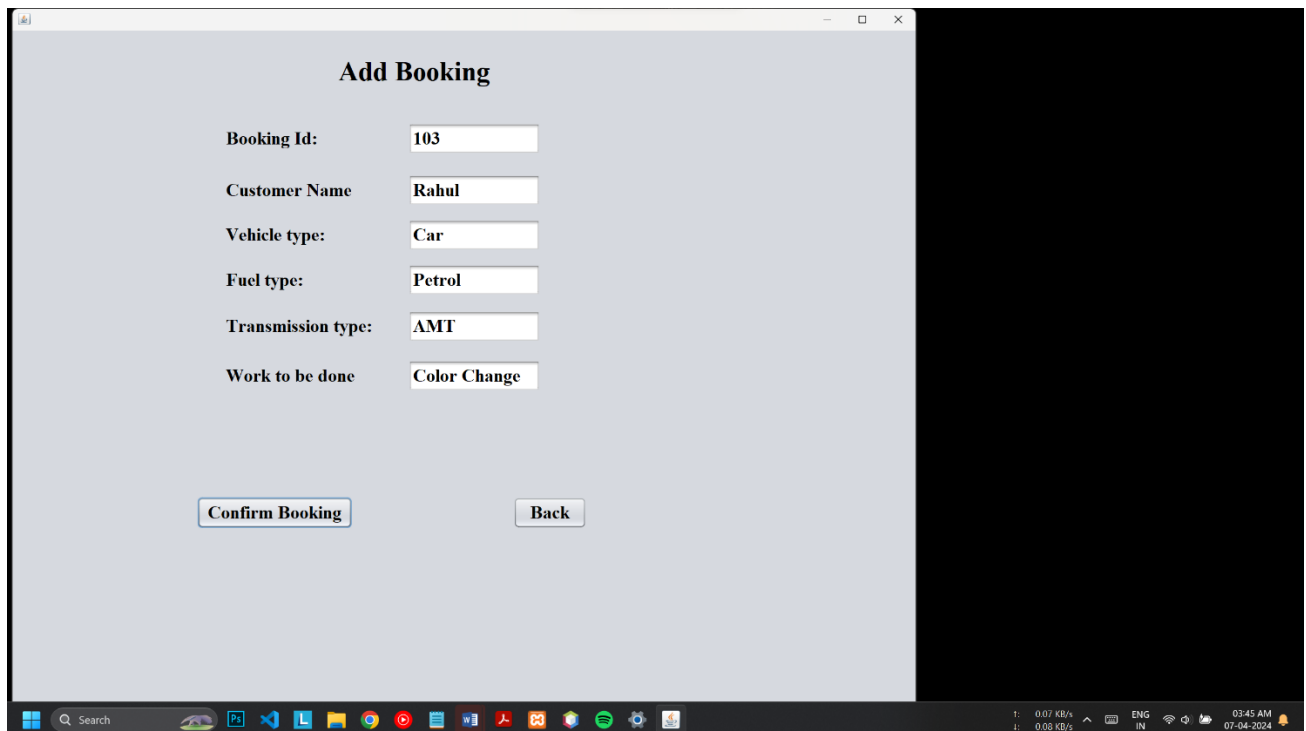 Add Booking
Booking Id: 103
Customer Name Rahul
Vehicle type: Car
Fuel type: Petrol
Transmission type: AMT
Work to be done Color Change
Confirm Booking Back
Search Ps L W ↑: 0.07 KB/s ENG 03:45 AM
↓: 0.08 KB/s IN 07-04-2024